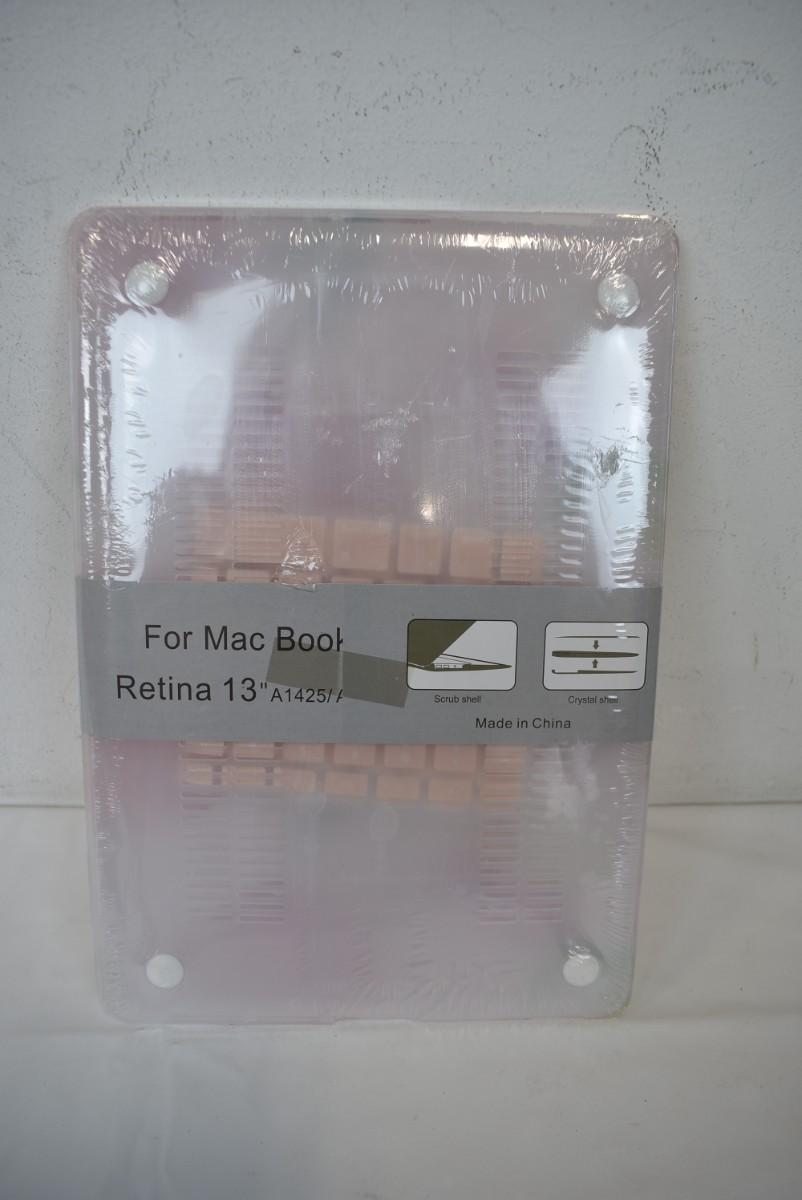 For Mac Book
Retina 13"A1425/
Scrub shell
Crystal shell
Made in China